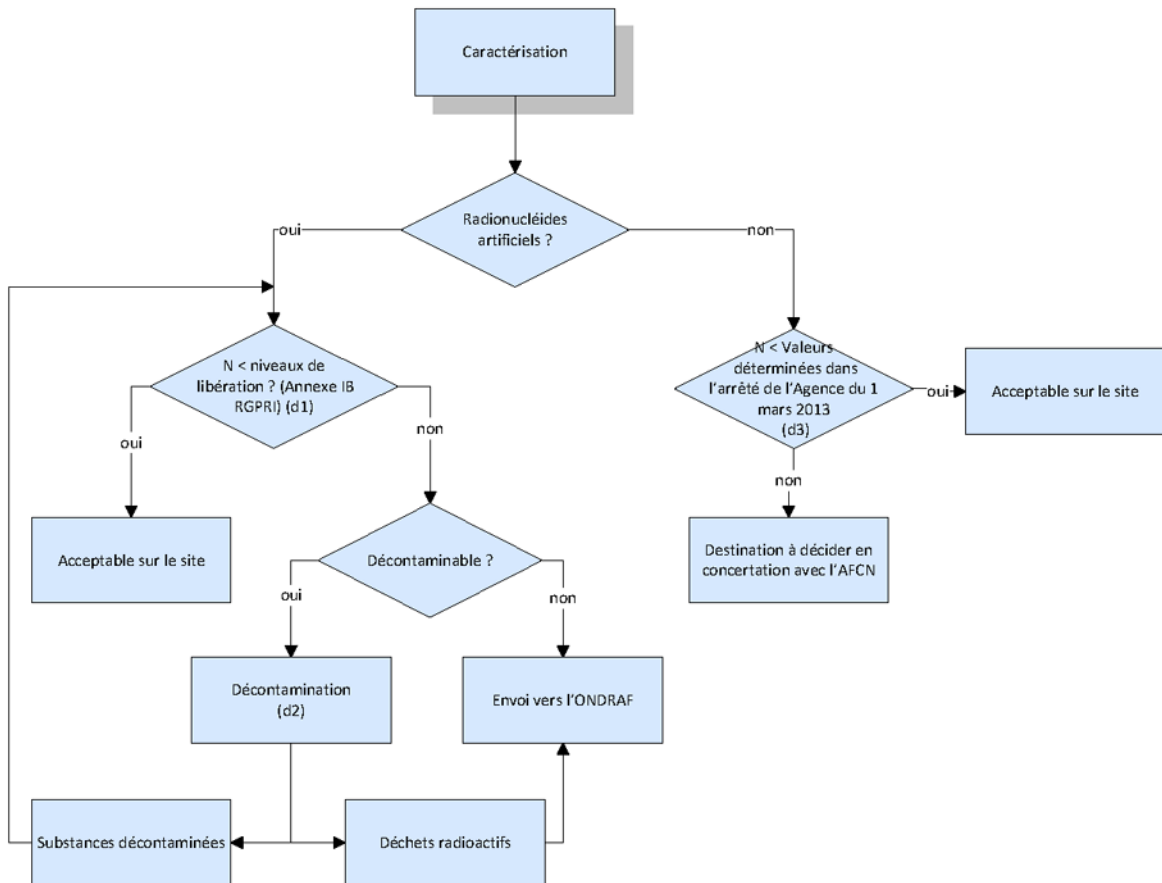 Caractérisation
Radionucléides
artificiels ?
oui
non
N < niveaux de
libération ? (Annexe IB
RGPRI) (d1)
N < Valeurs
déterminées dans
l'arrêté de l'Agence du 1
mars 2013
(d3)
oui
Acceptable sur le site
oui
non
non
Acceptable sur le site
Décontaminable ?
Destination à décider en
concertation avec l'AFCN
oui
non
Décontamination
(d2)
Envoi vers l'ONDRAF
Substances décontaminées
Déchets radioactifs